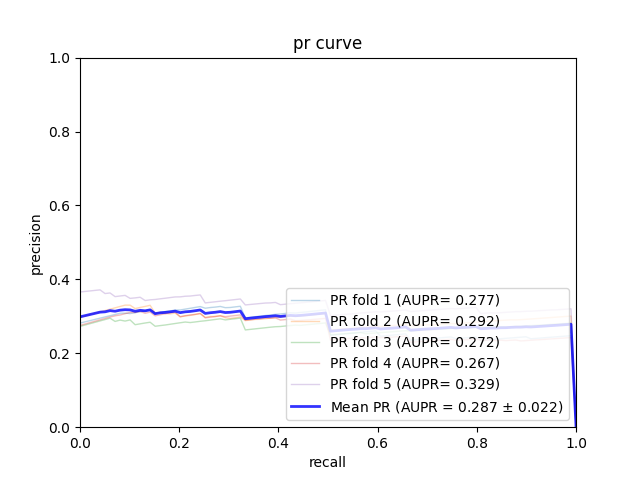 pr curve
1.0
0.8
0.6
0.4
0.2
0.0
precision
PR fold 1 (AUPR= 0.277)
PR fold 2 (AUPR= 0.292)
PR fold 3 (AUPR= 0.272)
PR fold 4 (AUPR= 0.267)
PR fold 5 (AUPR= 0.329)
Mean PR (AUPR = 0.287 ± 0.022)
0.0 0.2 0.4 0.6 0.8 1.0
recall